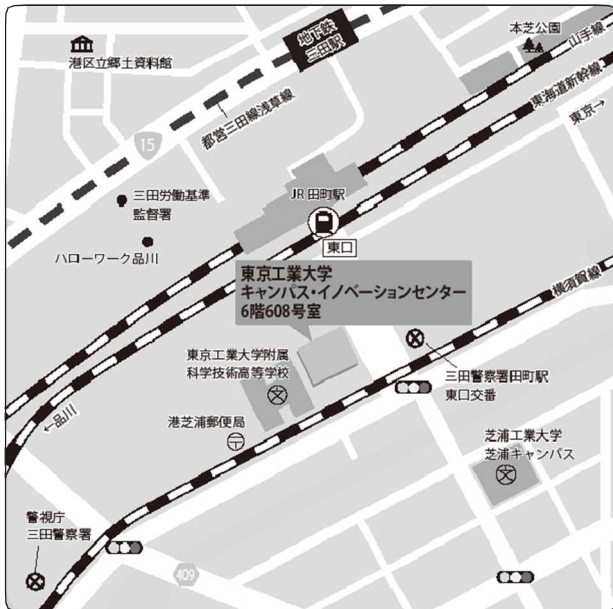 本芝公園
地下鉄
三田駅
山手線
港区立郷土資料館
東海道新幹線
東京→
都営三田線浅草線
15
三田労働基準
監督署
JR田町駅
ハローワーク品川
東口
東京工業大学
キャンパス・イノベーションセンター
6階608号室
横須賀線
東京工業大学附属
科学技術高等学校
三田警察署田町駅
東口交番
港芝浦郵便局
←品川
芝浦工業大学
芝浦キャンパス
警視庁
三田警察署
409